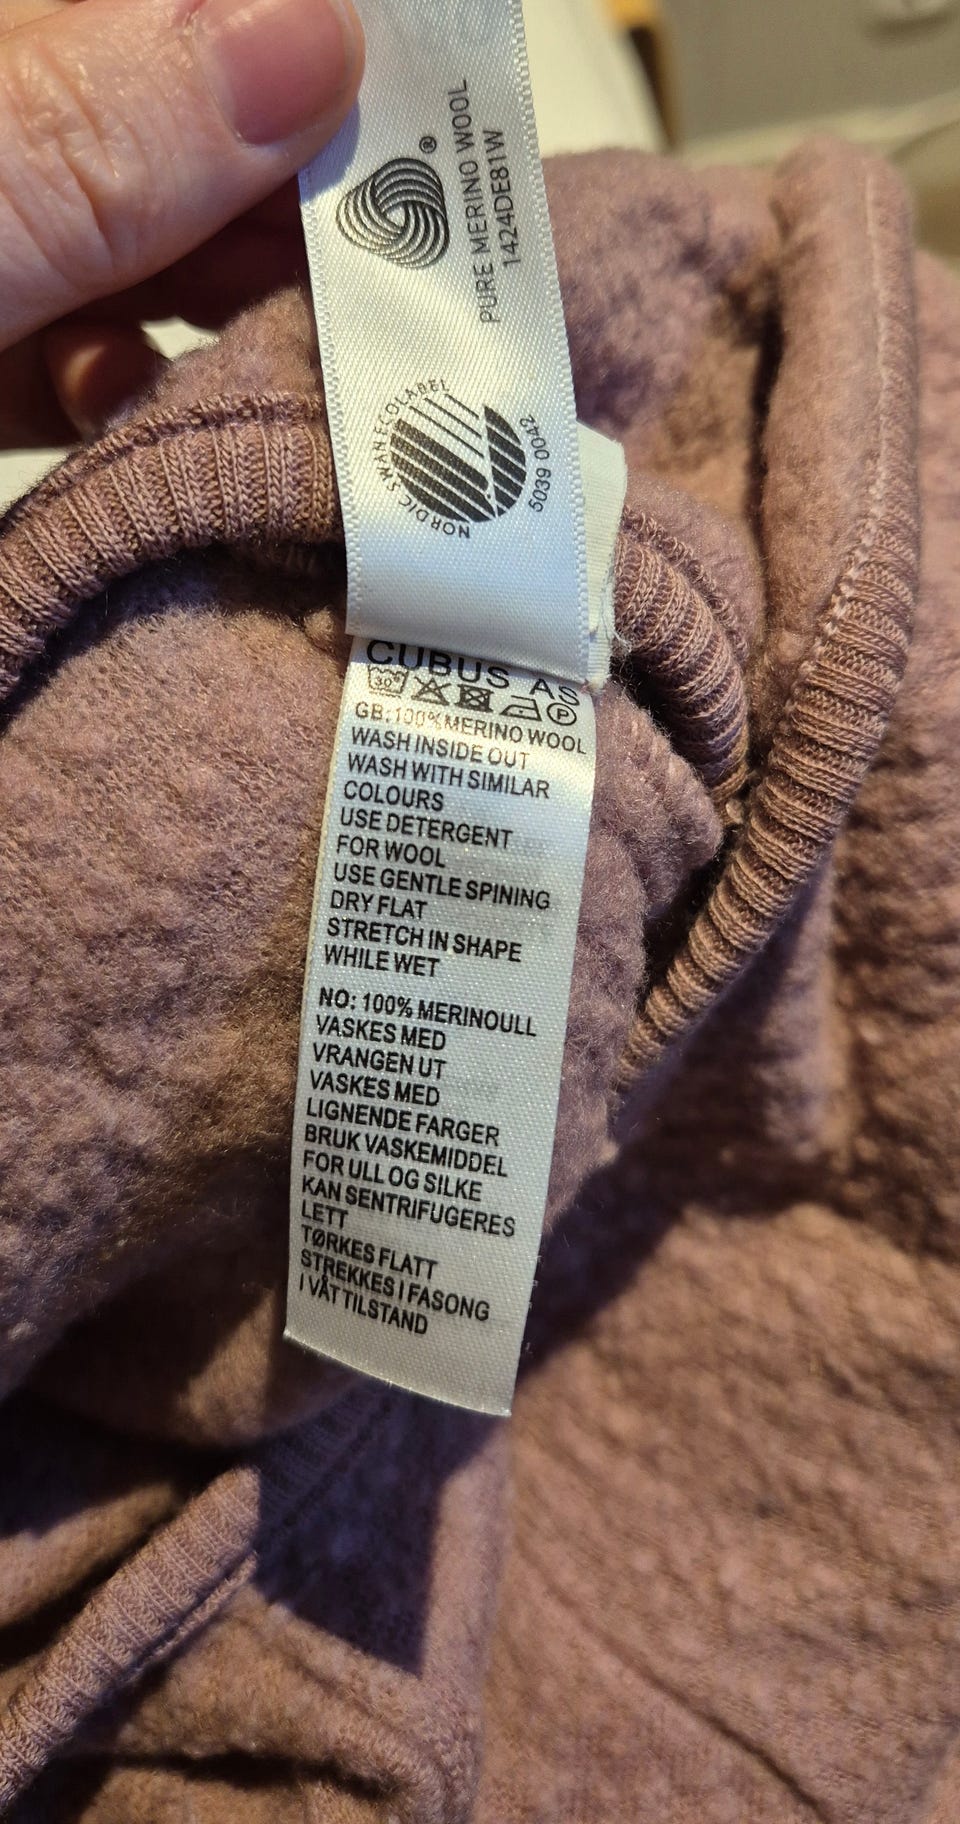 ®
PURE MERINO WOOL
1424DE81W
NORDIC SWAN ECOLABEL
5039 0042
CUBUS AS
30° P
GB: 100% MERINO WOOL
WASH INSIDE OUT
WASH WITH SIMILAR
COLOURS
USE DETERGENT
FOR WOOL
USE GENTLE SPINING
DRY FLAT
STRETCH IN SHAPE
WHILE WET
NO: 100% MERINOULL
VASKES MED
VRANGEN UT
VASKES MED
LIGNENDE FARGER
BRUK VASKEMIDDEL
FOR ULL OG SILKE
KAN SENTRIFUGERES
LETT
TØRKES FLATT
STREKKES I FASONG
I VÅT TILSTAND